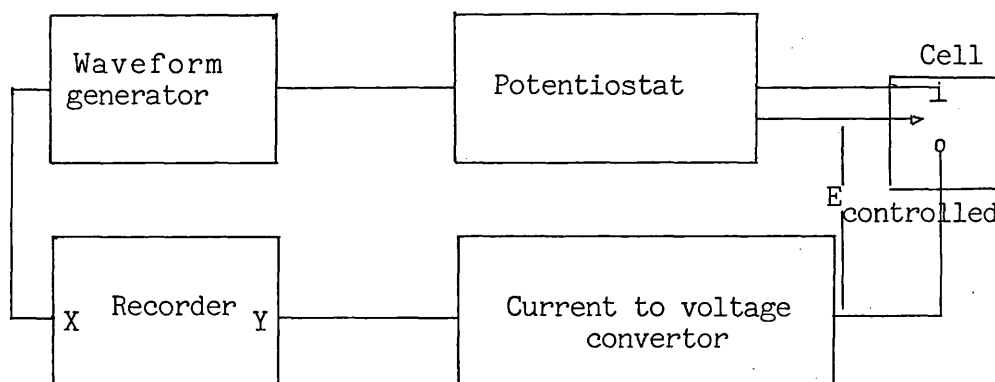 Waveform
generator
Potentiostat
Cell
E controlled
X Recorder Y
Current to voltage
convertor